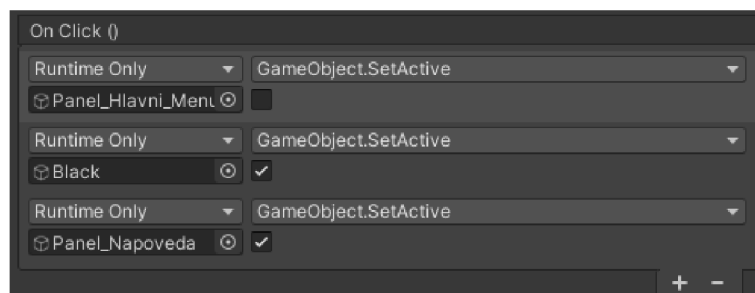 On Click ()
Runtime Only GameObject.SetActive
Panel_Hlavni_Menu
Runtime Only GameObject.SetActive
Black
Runtime Only GameObject.SetActive
Panel_Napoveda
+ −